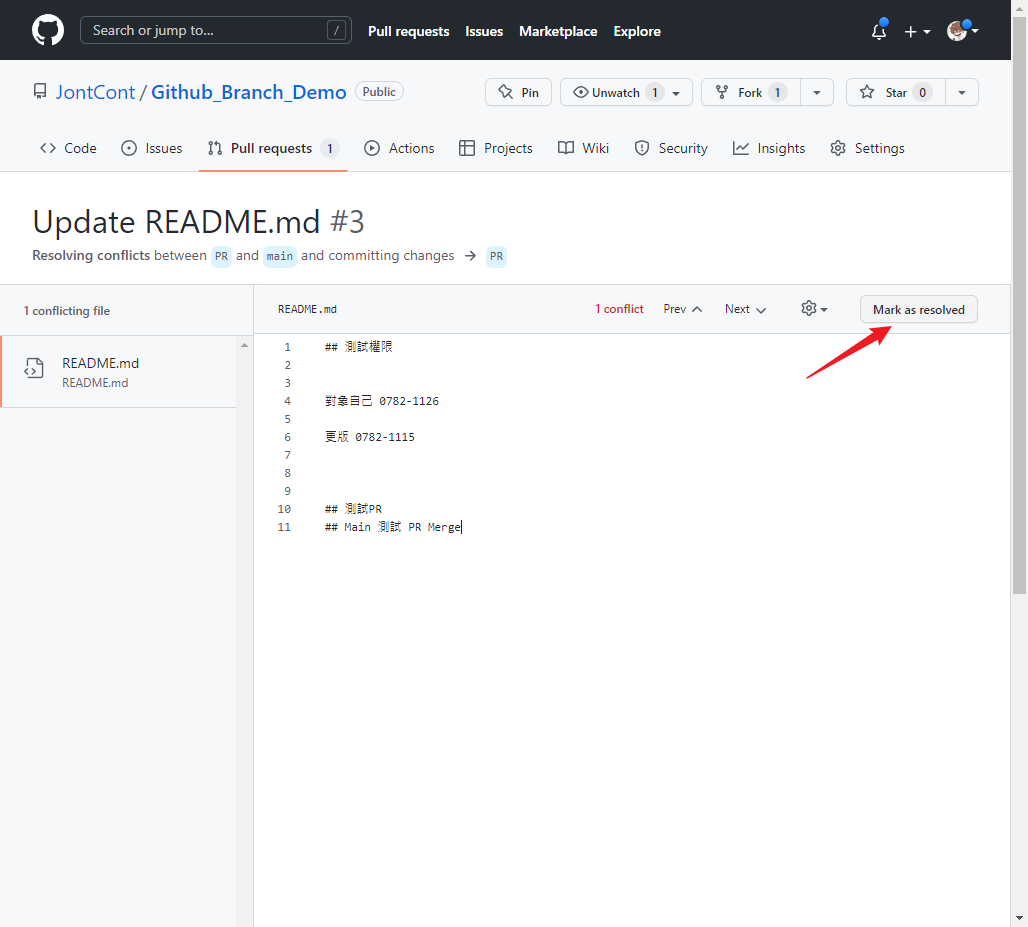 Search or jump to... /
Pull requests Issues Marketplace Explore
JontCont / Github_Branch_Demo Public
Pin Unwatch 1 Fork 1 Star 0
Code Issues Pull requests 1 Actions Projects Wiki Security Insights Settings
Update README.md #3
Resolving conflicts between PR and main and committing changes → PR
1 conflicting file
README.md 1 conflict Prev Next Mark as resolved
README.md
README.md
1 ## 測試權限
2
3
4 對象自己 0782-1126
5
6 更版 0782-1115
7
8
9
10 ## 測試PR
11 ## Main 測試 PR Merge